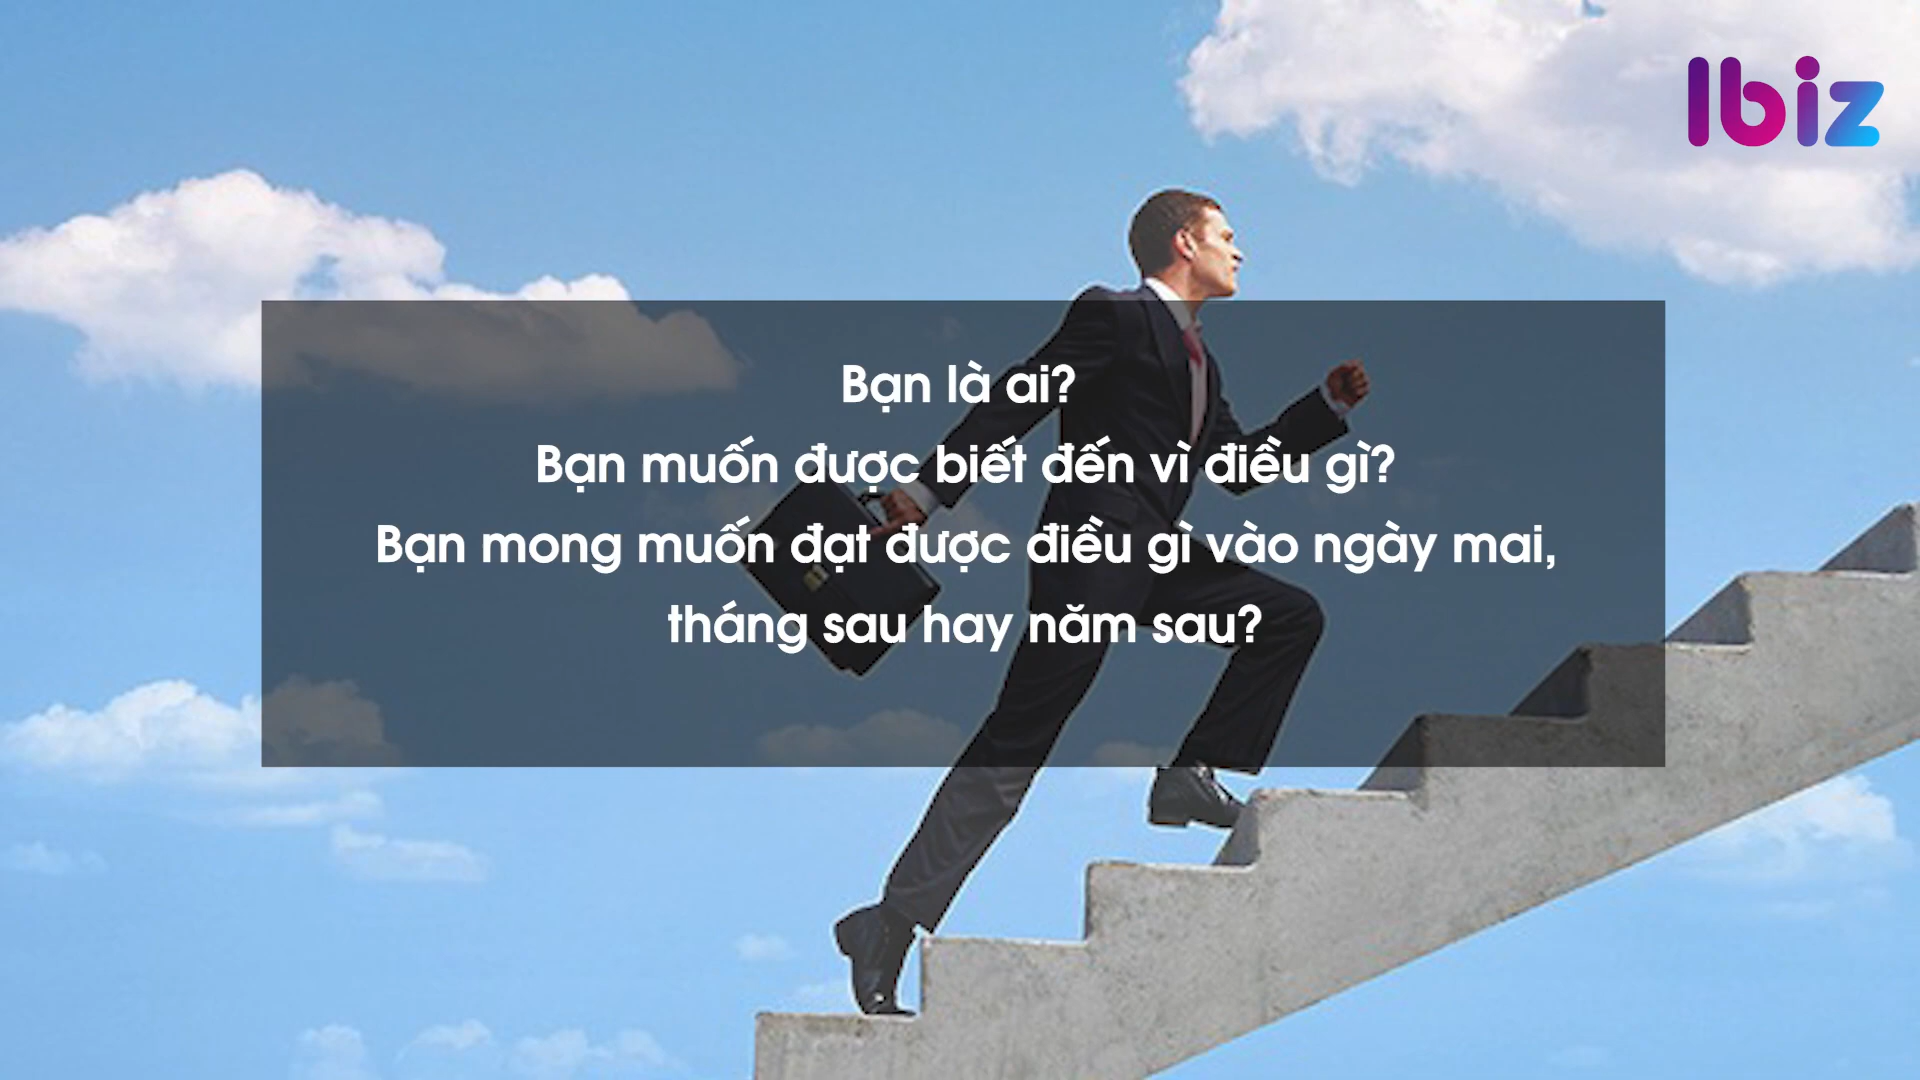 Ibiz
Bạn là ai?
Bạn muốn được biết đến vì điều gì?
Bạn mong muốn đạt được điều gì vào ngày mai,
tháng sau hay năm sau?